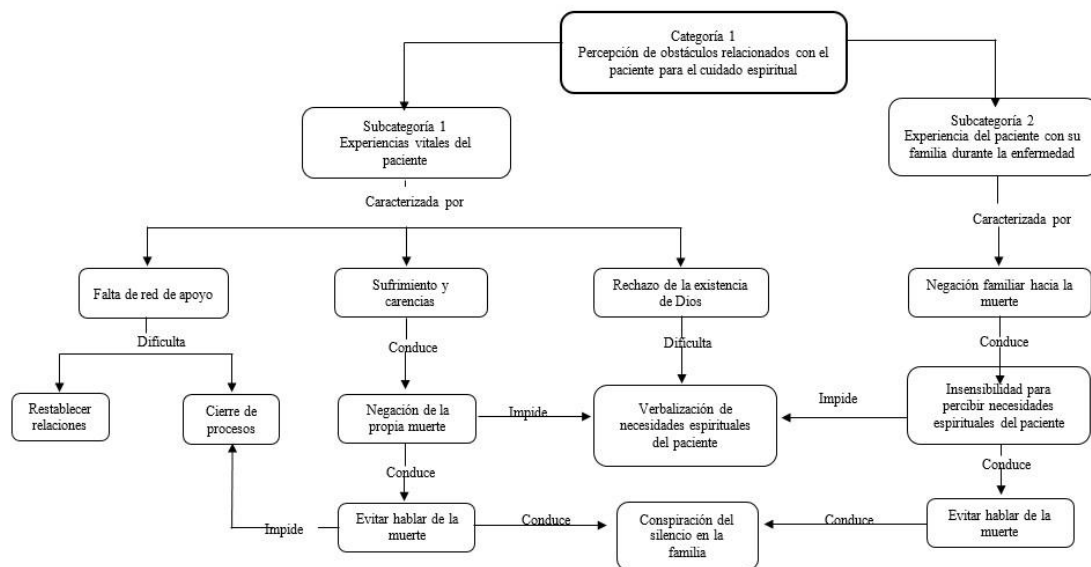 Categoría 1
Percepción de obstáculos relacionados con el
paciente para el cuidado espiritual
Subcategoría 1
Experiencias vitales del
paciente
Subcategoría 2
Experiencia del paciente con su
familia durante la enfermedad
Caracterizada por
Caracterizada por
Falta de red de apoyo
Sufrimiento y
carencias
Rechazo de la existencia
de Dios
Negación familiar hacia la
muerte
Dificulta
Conduce
Dificulta
Conduce
Restablecer
relaciones
Cierre de
procesos
Negación de la
propia muerte
Impide
Verbalización de
necesidades espirituales
del paciente
Impide
Insensibilidad para
percibir necesidades
espirituales del paciente
Conduce
Conduce
Impide
Evitar hablar de la
muerte
Conduce
Conspiración del
silencio en la
familia
Conduce
Evitar hablar de la
muerte